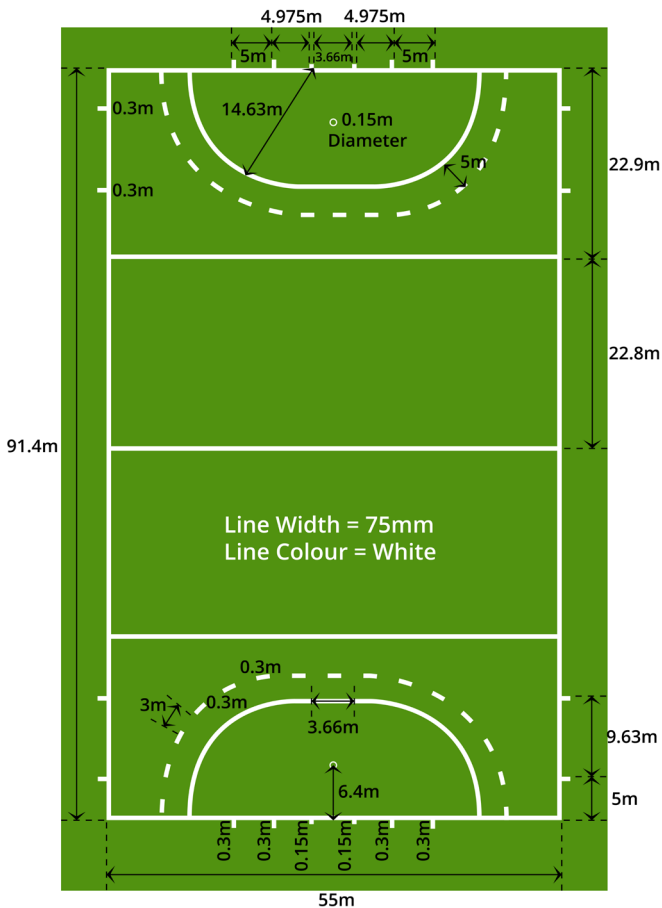 4.975m 4.975m
5m 3.66m 5m
0.3m
14.63m
0.15m
Diameter
5m
22.9m
0.3m
22.8m
91.4m
Line Width = 75mm
Line Colour = White
0.3m
3m
0.3m
3.66m
9.63m
6.4m
5m
0.3m 0.3m 0.15m 0.15m 0.3m 0.3m
55m